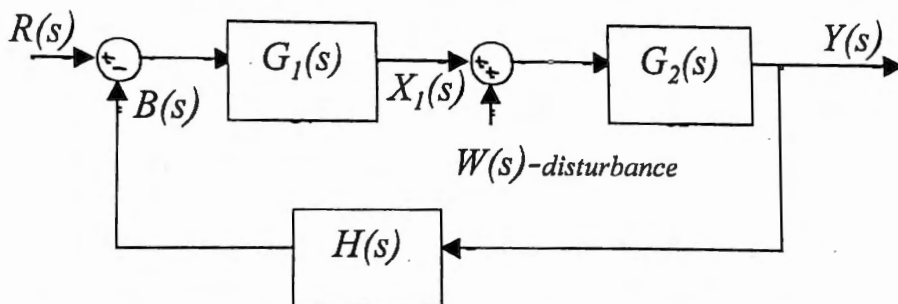 R(s)
G₁(s)
G₂(s)
Y(s)
+
-
+
+
B(s)
X₁(s)
W(s)-disturbance
H(s)